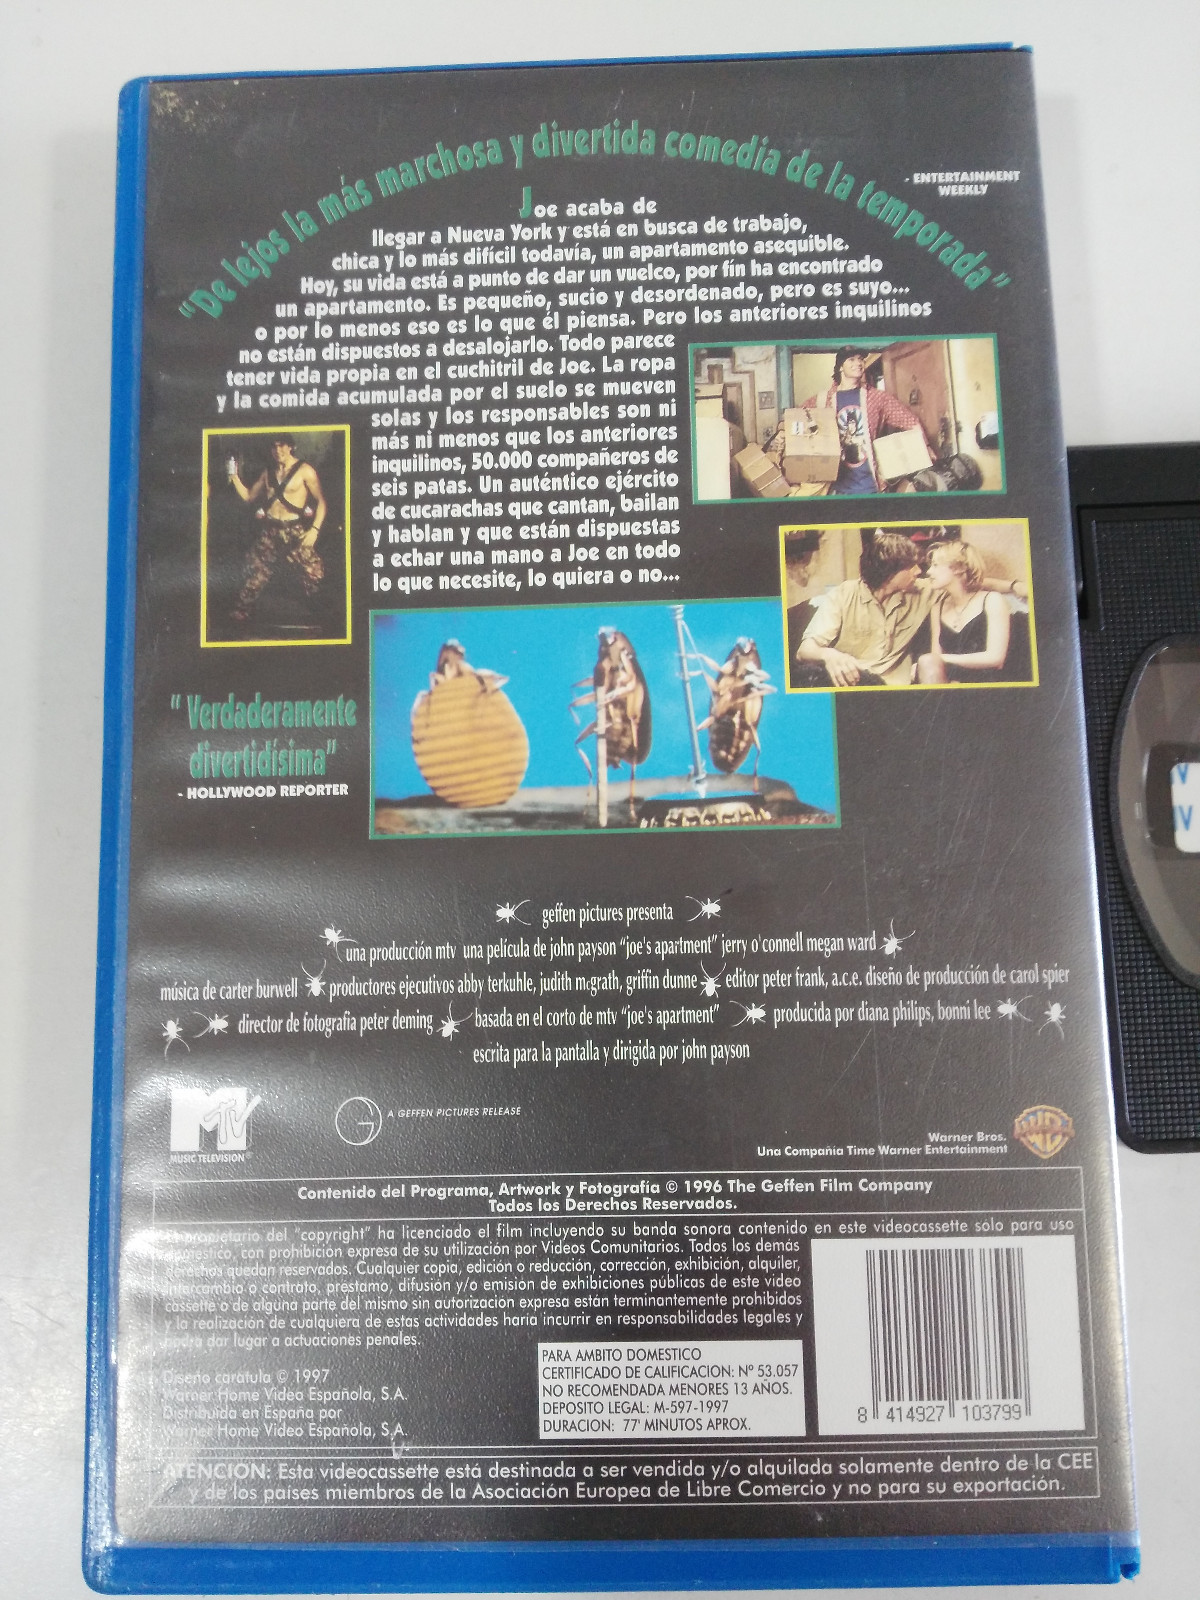 "De lejos la más marchosa y divertida comedia de la temporada"
- ENTERTAINMENT
WEEKLY
Joe acaba de
llegar a Nueva York y está en busca de trabajo,
chica y lo más difícil todavía, un apartamento asequible.
Hoy, su vida está a punto de dar un vuelco, por fín ha encontrado
un apartamento. Es pequeño, sucio y desordenado, pero es suyo...
o por lo menos eso es lo que él piensa. Pero los anteriores inquilinos
no están dispuestos a desalojarlo. Todo parece
tener vida propia en el cuchitril de Joe. La ropa
y la comida acumulada por el suelo se mueven
solas y los responsables son ni
más ni menos que los anteriores
inquilinos, 50.000 compañeros de
seis patas. Un auténtico ejército
de cucarachas que cantan, bailan
y hablan y que están dispuestas
a echar una mano a Joe en todo
lo que necesite, lo quiera o no...
"Verdaderamente
divertidísima"
- HOLLYWOOD REPORTER
geffen pictures presenta
una producción mtv una película de john payson "joe's apartment" jerry o'connell megan ward
música de carter burwell productores ejecutivos abby terkuhle, judith mcgrath, griffin dunne editor peter frank, a.c.e. diseño de producción de carol spier
director de fotografía peter deming basada en el corto de mtv "joe's apartment" producida por diana philips, bonni lee
escrita para la pantalla y dirigida por john payson
MTV
MUSIC TELEVISION®
G A GEFFEN PICTURES RELEASE
Warner Bros.
Una Compañia Time Warner Entertainment
WB
Contenido del Programa, Artwork y Fotografía © 1996 The Geffen Film Company
Todos los Derechos Reservados.
El propietario del "copyright" ha licenciado el film incluyendo su banda sonora contenido en este videocassette sólo para uso
doméstico, con prohibición expresa de su utilización por Videos Comunitarios. Todos los demás
derechos quedan reservados. Cualquier copia, edición o reducción, corrección, exhibición, alquiler,
intercambio o contrato, préstamo, difusión y/o emisión de exhibiciones públicas de este video
cassette o de alguna parte del mismo sin autorización expresa están terminantemente prohibidos
y la realización de cualquiera de estas actividades haria incurrir en responsabilidades legales y
podra dar lugar a actuaciones penales.
Diseño carátula © 1997
Warner Home Video Española, S.A.
Distribuida en España por
Warner Home Video Española, S.A.
PARA AMBITO DOMESTICO
CERTIFICADO DE CALIFICACION: Nº 53.057
NO RECOMENDADA MENORES 13 AÑOS.
DEPOSITO LEGAL: M-597-1997
DURACION: 77' MINUTOS APROX.
8 414927 103799
ATENCION: Esta videocassette está destinada a ser vendida y/o alquilada solamente dentro de la CEE
y de los países miembros de la Asociación Europea de Libre Comercio y no para su exportación.